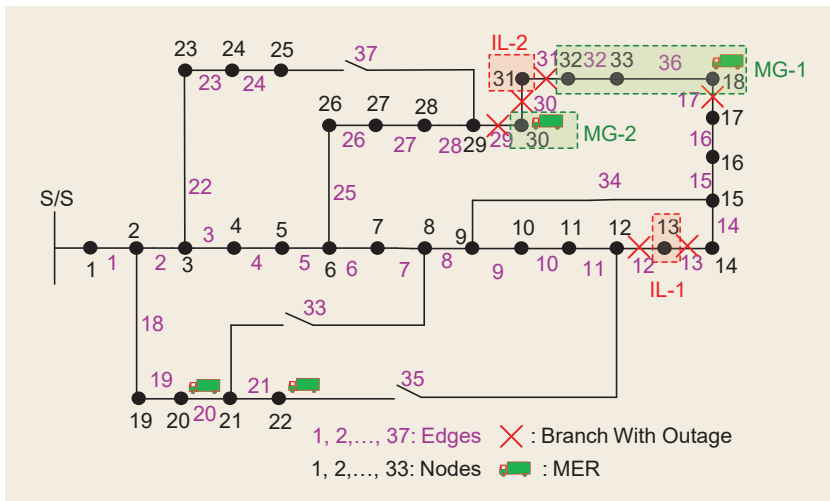 IL-2
23 24 25 37 31 32 32 33 36
23 24 31 18 MG-1
26 27 28 30 17 17
26 27 28 29 29 30 MG-2 16
16
22 25 34 15 15
S/S
3 4 5 7 8 9 10 11 12 13 14
2
1 1 2 3 4 5 6 6 7 8 9 10 11 12 13 14
IL-1
18 33
19 21 35
19 20 20 21 22
1, 2,..., 37: Edges : Branch With Outage
1, 2,..., 33: Nodes : MER